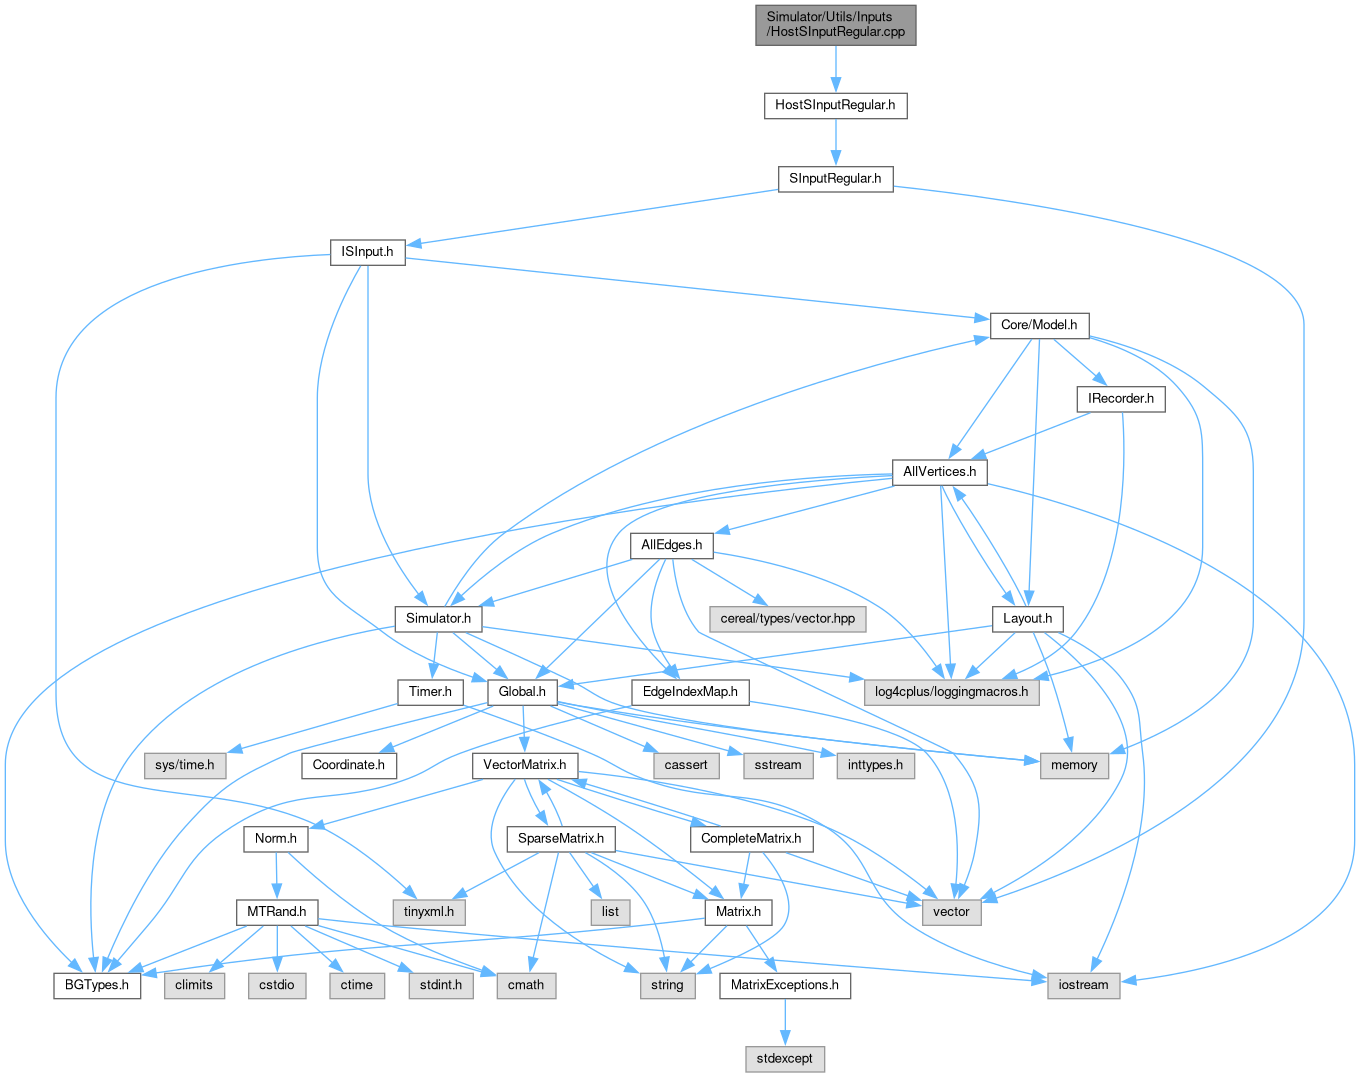 Simulator/Utils/Inputs
/HostSInputRegular.cpp
HostSInputRegular.h
SInputRegular.h
ISInput.h
Core/Model.h
IRecorder.h
AllVertices.h
AllEdges.h
Simulator.h
cereal/types/vector.hpp
Layout.h
Timer.h
Global.h
EdgeIndexMap.h
log4cplus/loggingmacros.h
sys/time.h
Coordinate.h
VectorMatrix.h
cassert
sstream
inttypes.h
memory
Norm.h
SparseMatrix.h
CompleteMatrix.h
MTRand.h
tinyxml.h
list
Matrix.h
vector
BGTypes.h
climits
cstdio
ctime
stdint.h
cmath
string
MatrixExceptions.h
iostream
stdexcept